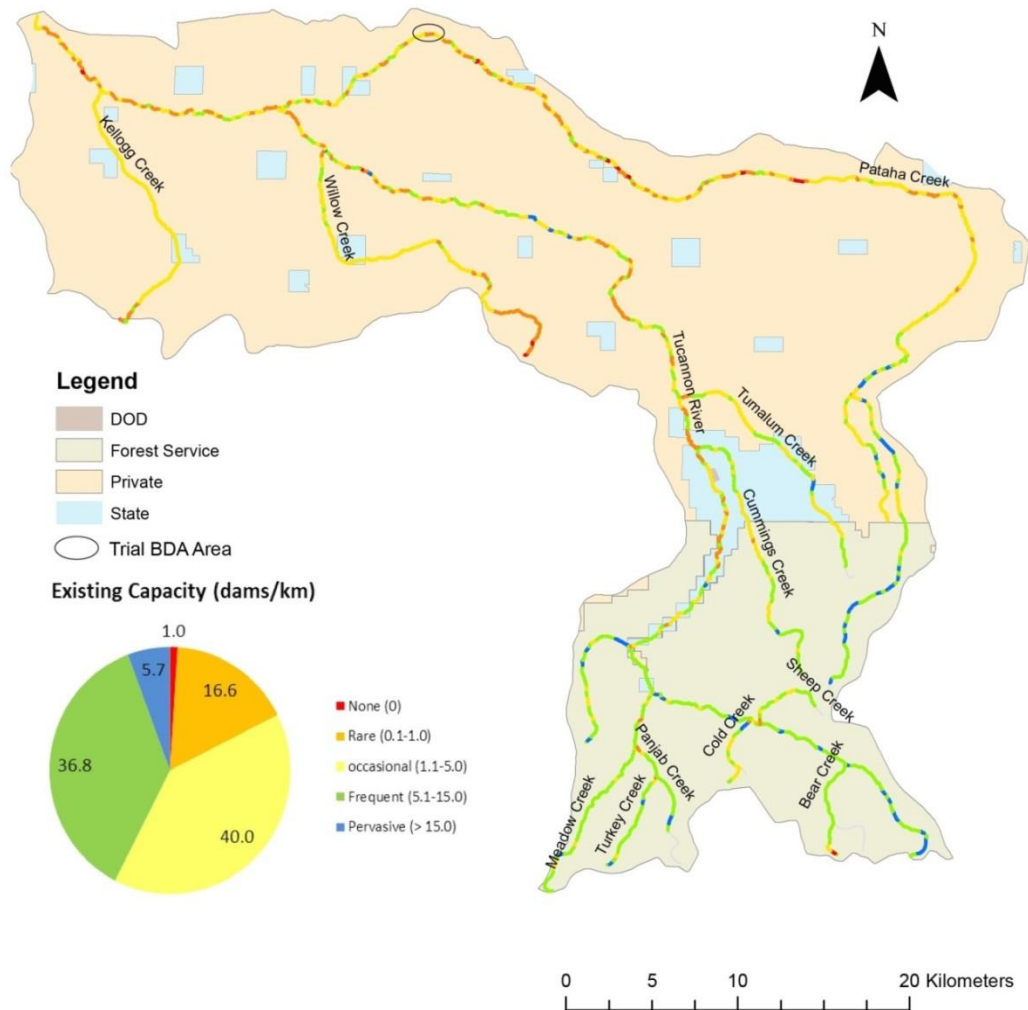 N
Kellogg Creek
Willow Creek
Pataha Creek
Tucannon River
Tumalum Creek
Cummings Creek
Sheep Creek
Cold Creek
Panjab Creek
Bear Creek
Turkey Creek
Meadow Creek
Legend
DOD
Forest Service
Private
State
Trial BDA Area
Existing Capacity (dams/km)
1.0
5.7
16.6
36.8
40.0
None (0)
Rare (0.1-1.0)
occasional (1.1-5.0)
Frequent (5.1-15.0)
Pervasive (> 15.0)
0 5 10 20 Kilometers